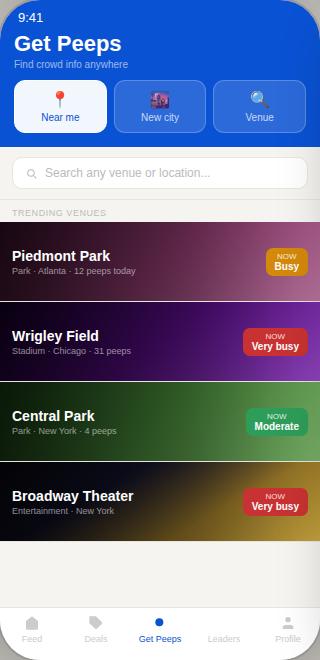 9:41
Get Peeps
Find crowd info anywhere
Near me
New city
Venue
Search any venue or location...
TRENDING VENUES
Piedmont Park
Park · Atlanta · 12 peeps today
NOW
Busy
Wrigley Field
Stadium · Chicago · 31 peeps
NOW
Very busy
Central Park
Park · New York · 4 peeps
NOW
Moderate
Broadway Theater
Entertainment · New York
NOW
Very busy
Feed
Deals
Get Peeps
Leaders
Profile